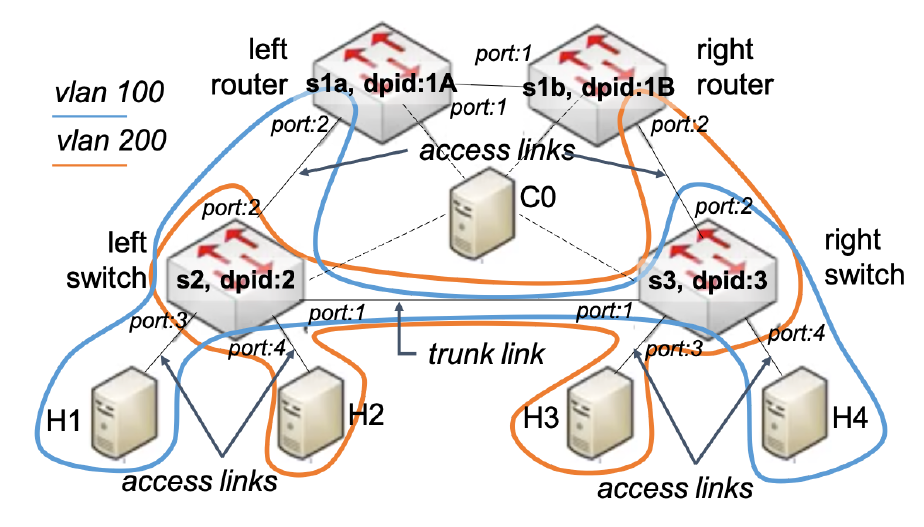 left
router
port:1
right
router
s1a, dpid:1A
s1b, dpid:1B
vlan 100
port:1
port:2
port:2
vlan 200
access links
C0
port:2
port:2
left
switch
right
switch
s2, dpid:2
s3, dpid:3
port:3
port:1
port:1
port:4
port:4
trunk link
port:3
H1
H2
H3
H4
access links
access links